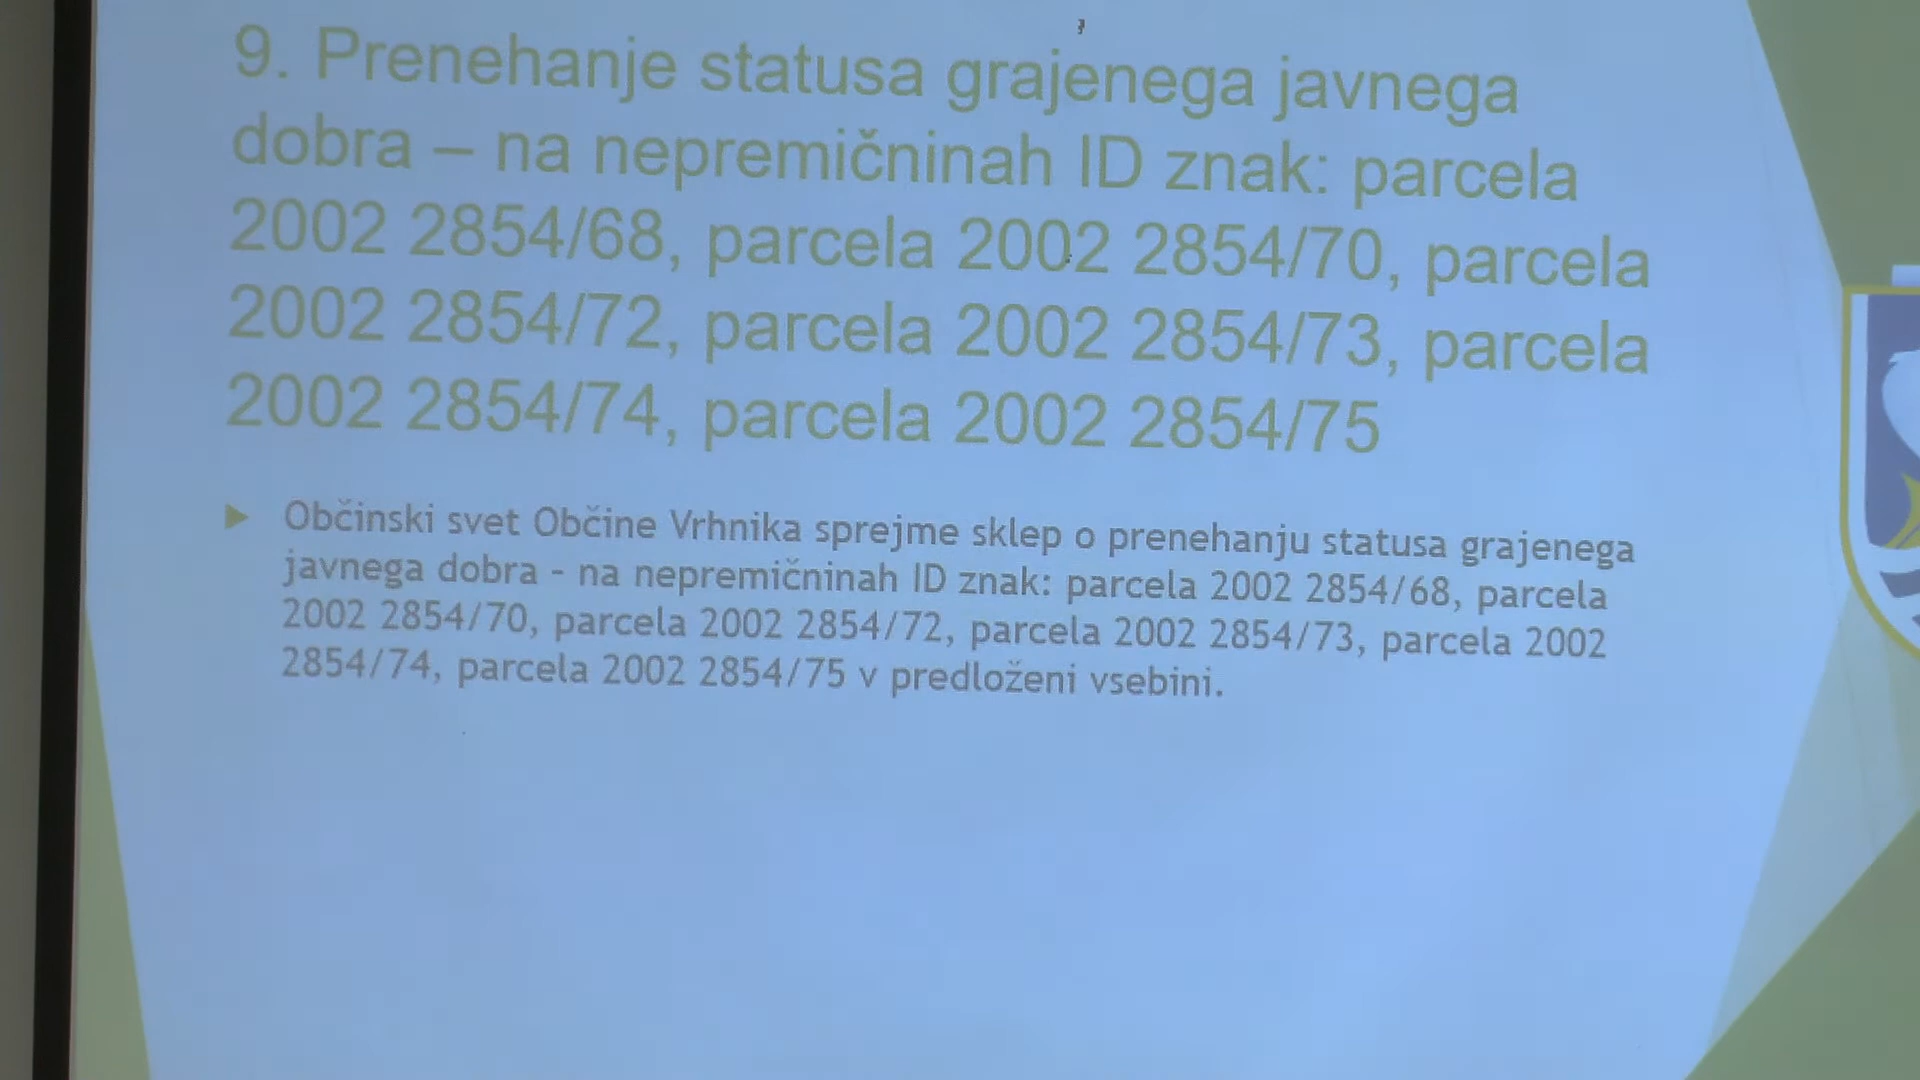 9. Prenehanje statusa grajenega javnega
dobra – na nepremičninah ID znak: parcela
2002 2854/68, parcela 2002 2854/70, parcela
2002 2854/72, parcela 2002 2854/73, parcela
2002 2854/74, parcela 2002 2854/75
Občinski svet Občine Vrhnika sprejme sklep o prenehanju statusa grajenega
javnega dobra - na nepremičninah ID znak: parcela 2002 2854/68, parcela
2002 2854/70, parcela 2002 2854/72, parcela 2002 2854/73, parcela 2002
2854/74, parcela 2002 2854/75 v predloženi vsebini.